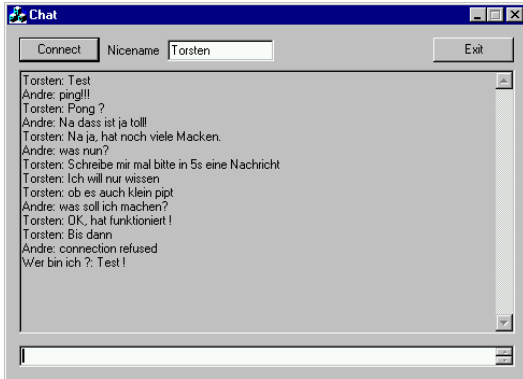 Chat
Connect Nicename Torsten Exit
Torsten: Test
Andre: ping!!!
Torsten: Pong ?
Andre: Na dass ist ja toll!
Torsten: Na ja, hat noch viele Macken.
Andre: was nun?
Torsten: Schreibe mir mal bitte in 5s eine Nachricht
Torsten: Ich will nur wissen
Torsten: ob es auch klein pipt
Andre: was soll ich machen?
Torsten: OK, hat funktioniert !
Torsten: Bis dann
Andre: connection refused
Wer bin ich ?: Test !